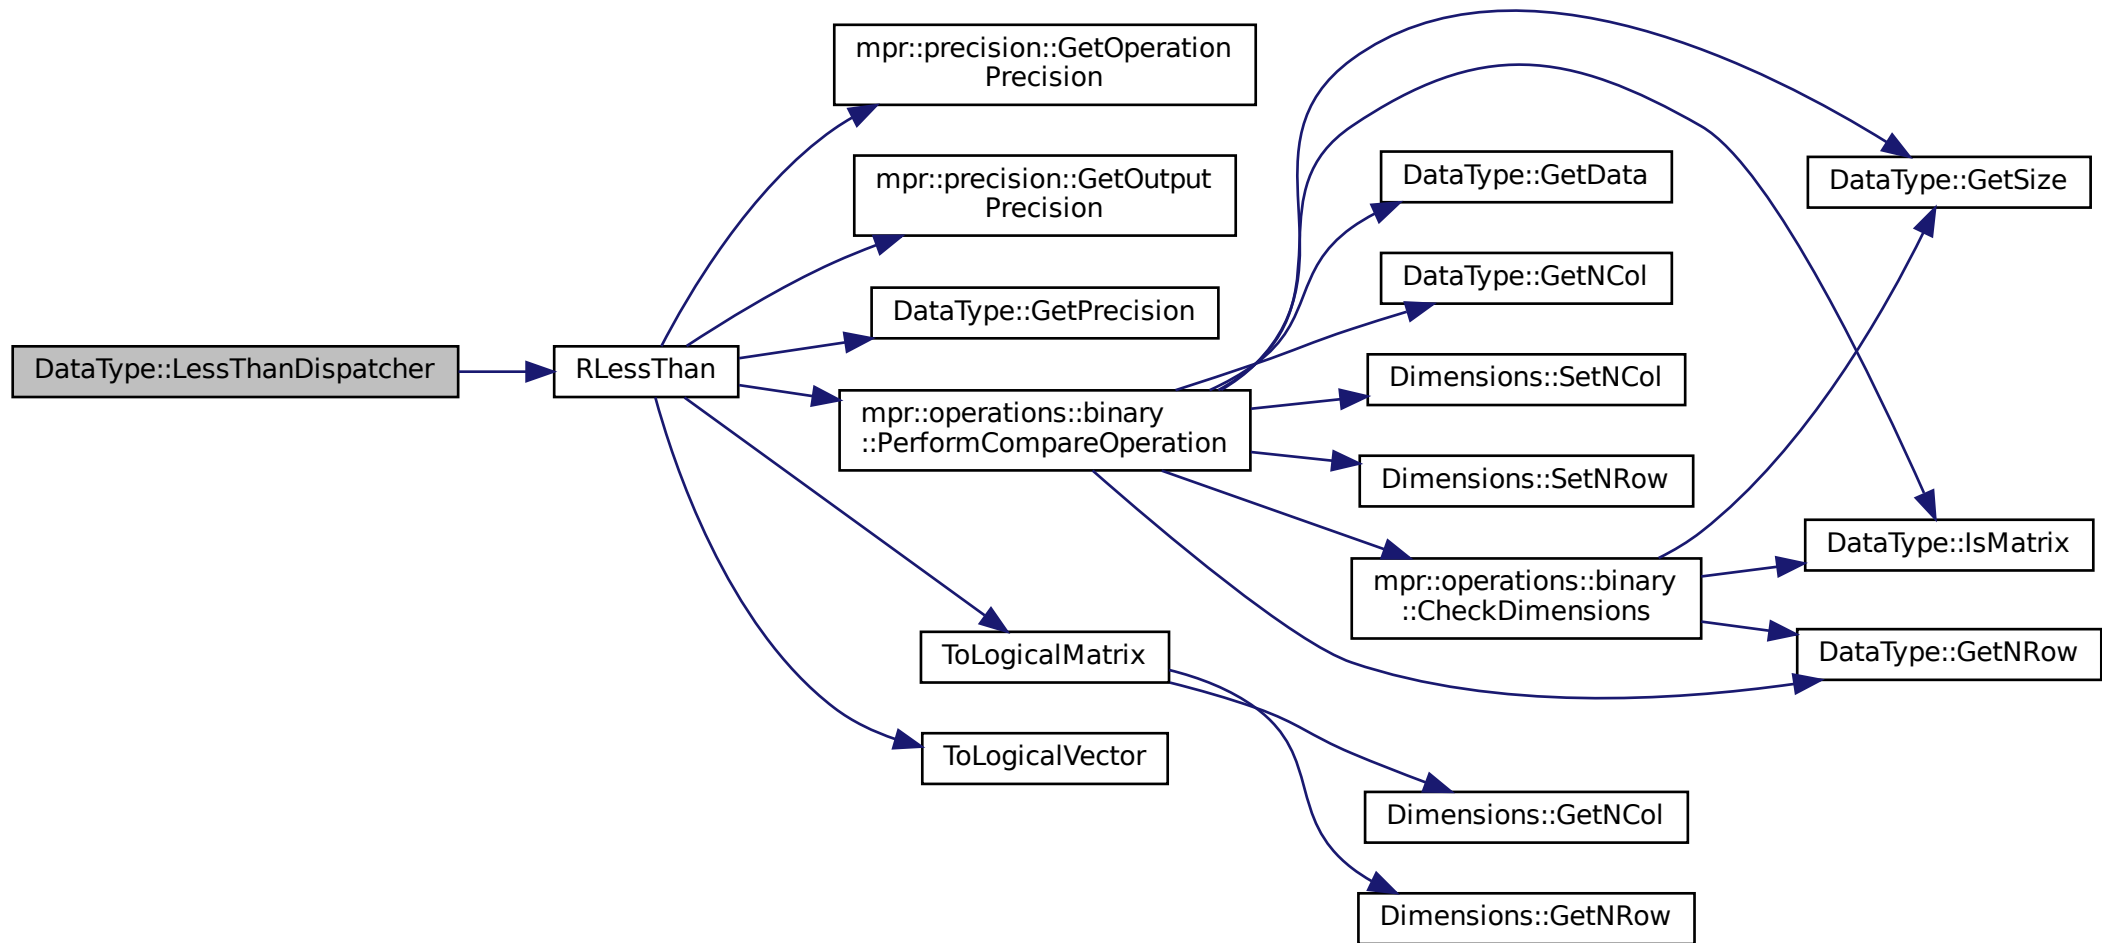 DataType::LessThanDispatcher
RLessThan
mpr::precision::GetOperation
Precision
mpr::precision::GetOutput
Precision
DataType::GetPrecision
mpr::operations::binary
::PerformCompareOperation
ToLogicalMatrix
ToLogicalVector
DataType::GetData
DataType::GetNCol
Dimensions::SetNCol
Dimensions::SetNRow
mpr::operations::binary
::CheckDimensions
Dimensions::GetNCol
Dimensions::GetNRow
DataType::GetSize
DataType::IsMatrix
DataType::GetNRow